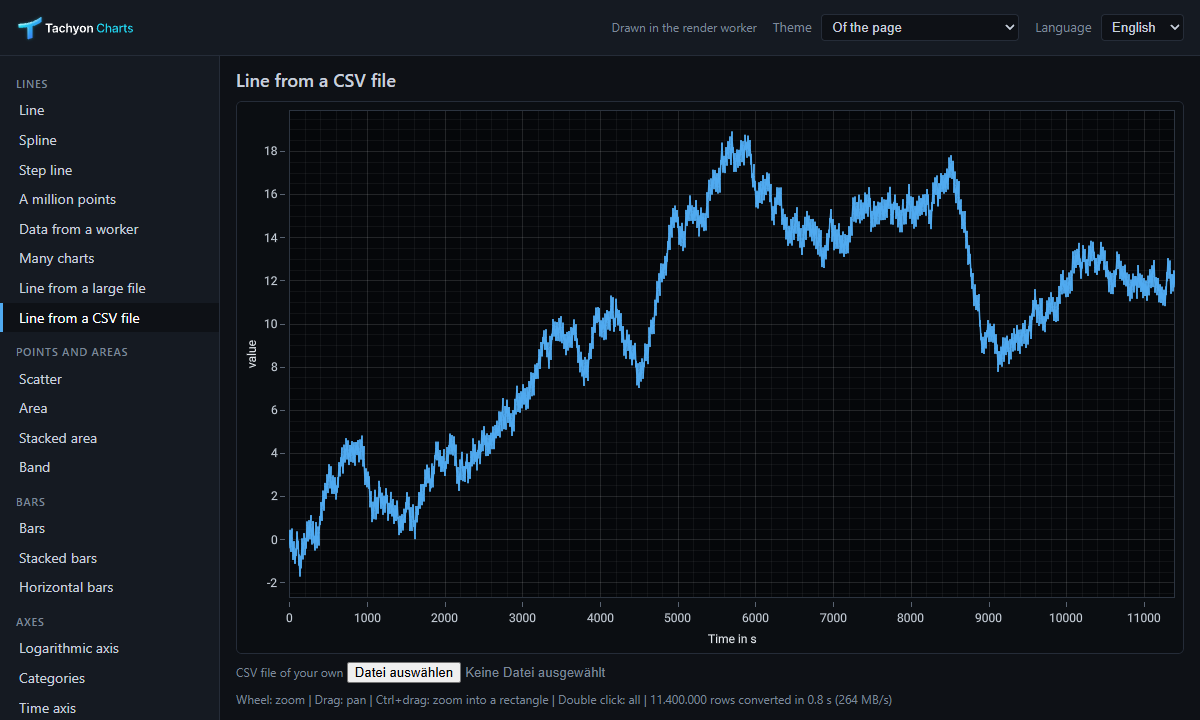 Tachyon Charts
Drawn in the render worker Theme Of the page Language English
LINES
Line
Spline
Step line
A million points
Data from a worker
Many charts
Line from a large file
Line from a CSV file
POINTS AND AREAS
Scatter
Area
Stacked area
Band
BARS
Bars
Stacked bars
Horizontal bars
AXES
Logarithmic axis
Categories
Time axis
Line from a CSV file
18
16
14
12
10
8
6
4
2
0
-2
value
0 1000 2000 3000 4000 5000 6000 7000 8000 9000 10000 11000
Time in s
CSV file of your own Datei auswählen Keine Datei ausgewählt
Wheel: zoom | Drag: pan | Ctrl+drag: zoom into a rectangle | Double click: all | 11.400.000 rows converted in 0.8 s (264 MB/s)